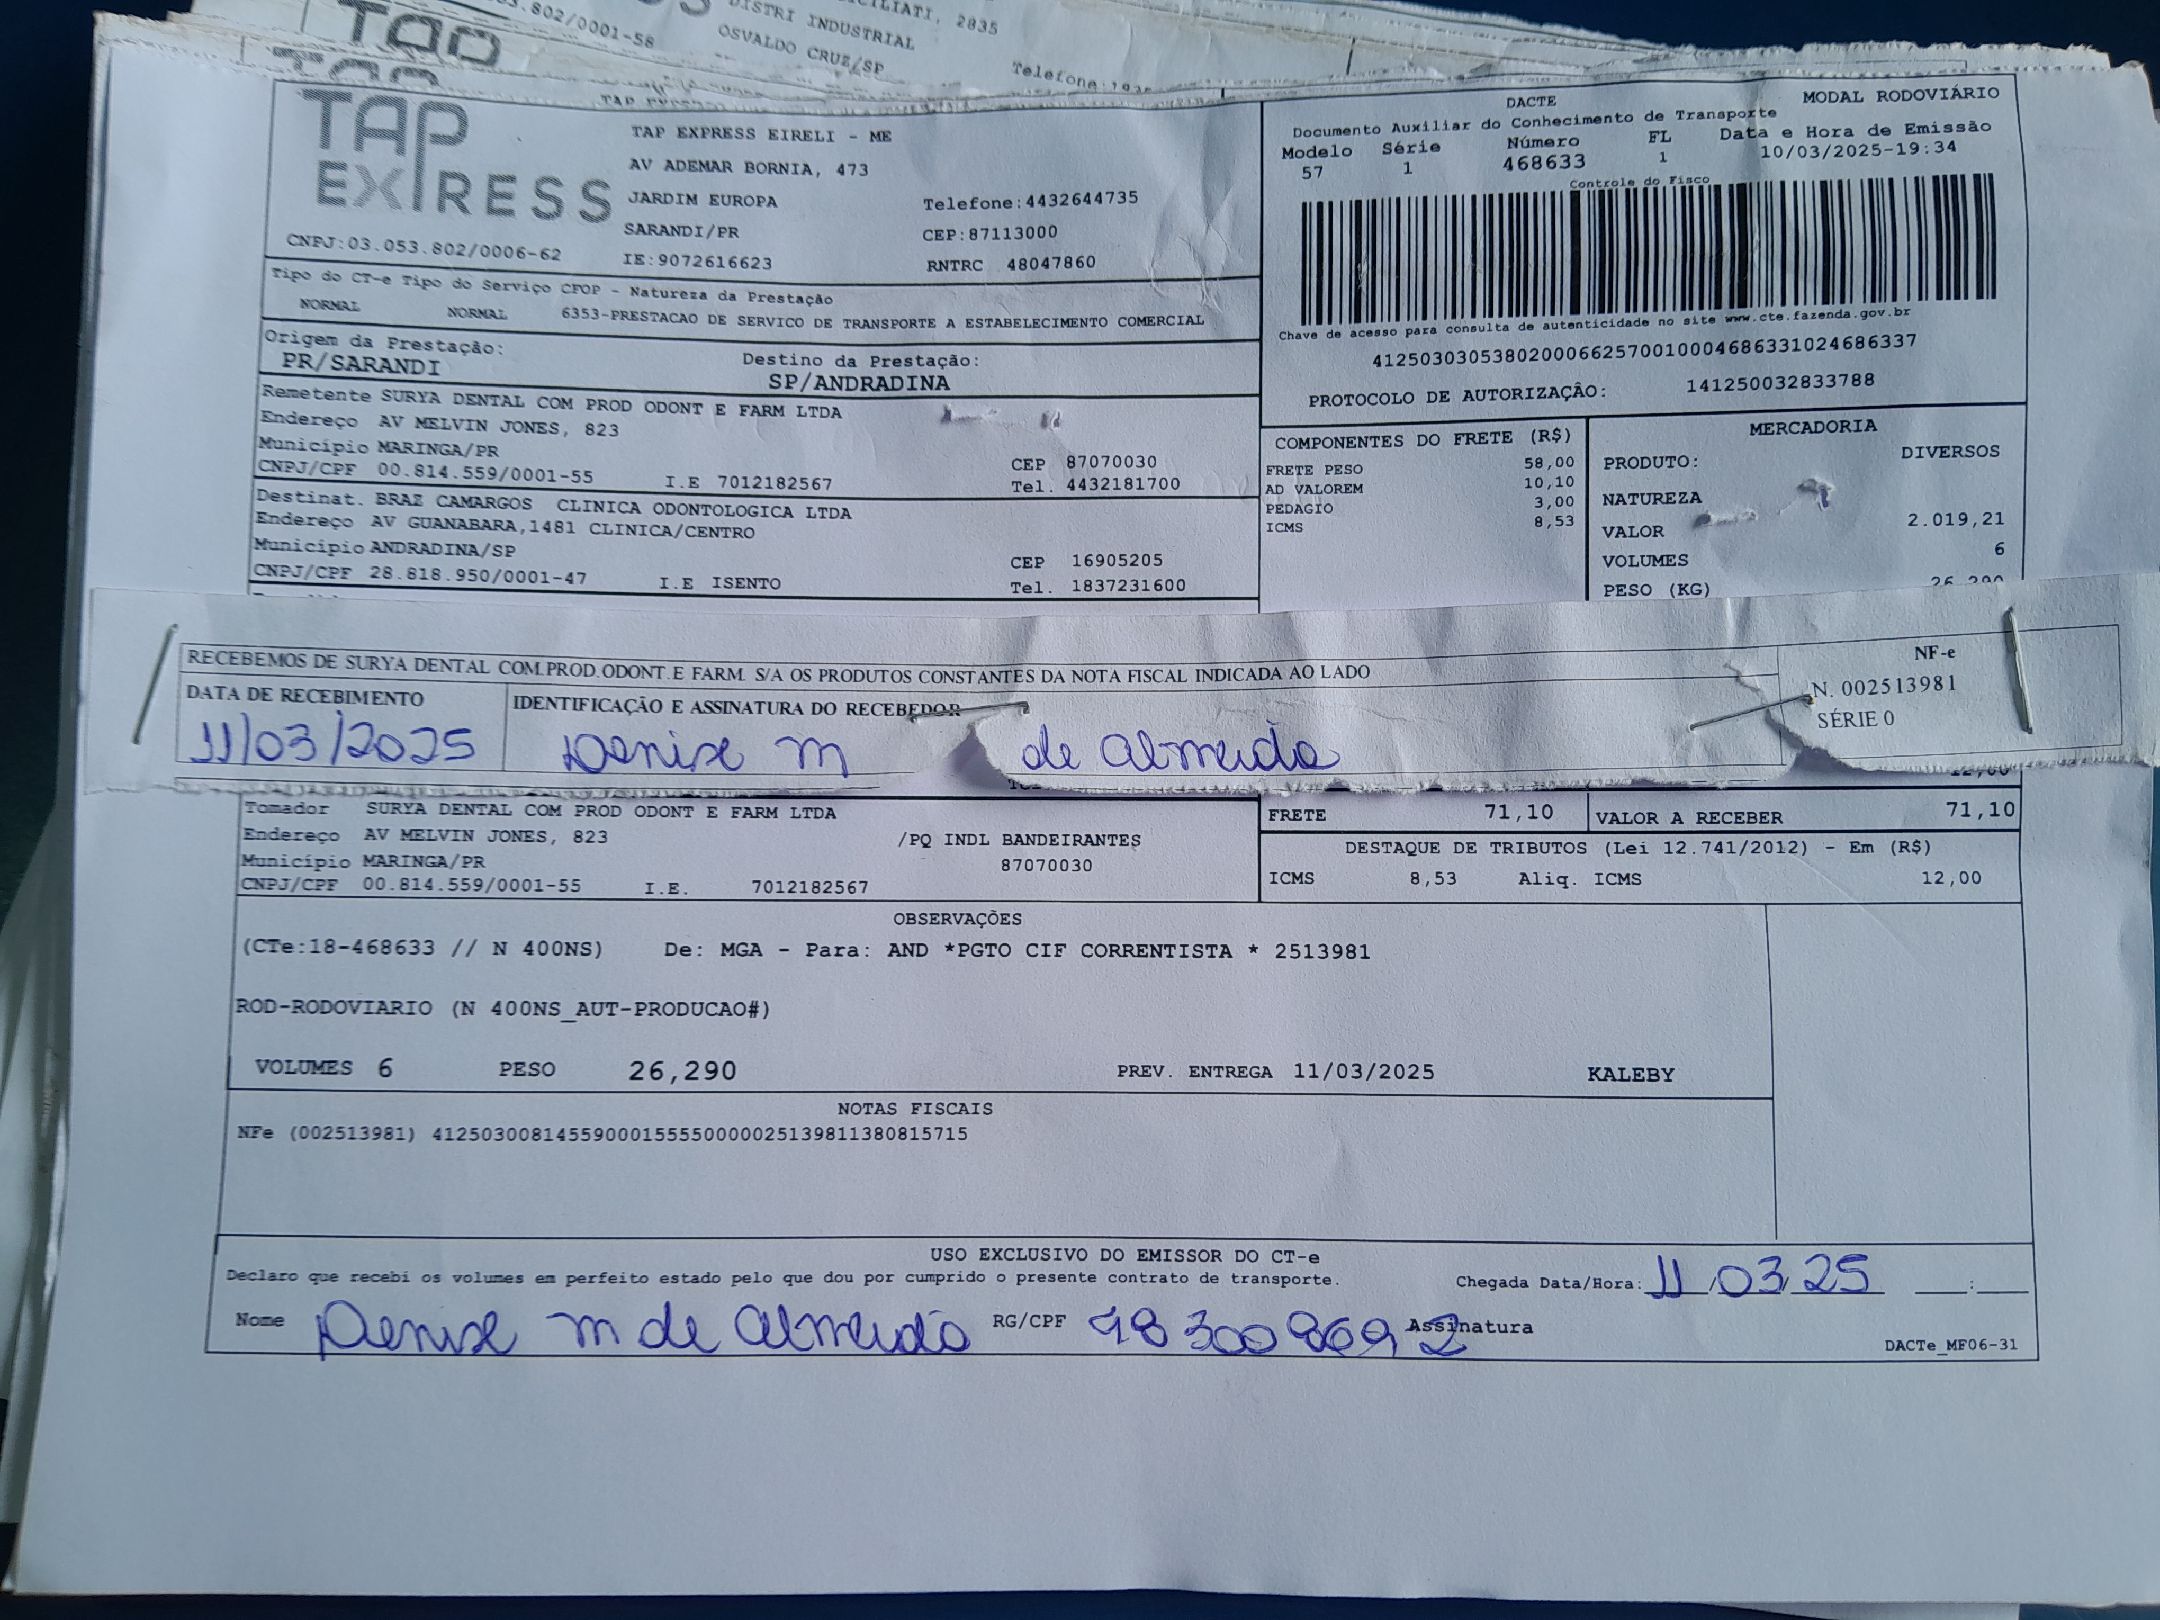 .802/0001-58
DISTRI INDUSTRIAL
2835
OSVALDO CRUZ/SP
Telefone:
TAP
EXPRESS
CNPJ:03.053.802/0006-62
TAP EXPRESS EIRELI - ME
AV ADEMAR BORNIA, 473
JARDIM EUROPA
Telefone:4432644735
SARANDI/PR
CEP:87113000
IE:9072616623
RNTRC 48047860
DACTE
MODAL RODOVIÁRIO
Documento Auxiliar do Conhecimento de Transporte
Modelo Série Número FL Data e Hora de Emissão
57 1 468633 1 10/03/2025-19:34
Controle do Fisco
Chave de acesso para consulta de autenticidade no site www.cte.fazenda.gov.br
41250303053802000662570010004686331024686337
PROTOCOLO DE AUTORIZAÇÃO: 141250032833788
Tipo do CT-e Tipo do Serviço CFOP - Natureza da Prestação
NORMAL NORMAL 6353-PRESTACAO DE SERVICO DE TRANSPORTE A ESTABELECIMENTO COMERCIAL
Origem da Prestação: Destino da Prestação:
PR/SARANDI SP/ANDRADINA
Remetente SURYA DENTAL COM PROD ODONT E FARM LTDA
Endereço AV MELVIN JONES, 823
Município MARINGA/PR CEP 87070030
CNPJ/CPF 00.814.559/0001-55 I.E 7012182567 Tel. 4432181700
Destinat. BRAZ CAMARGOS CLINICA ODONTOLOGICA LTDA
Endereço AV GUANABARA,1481 CLINICA/CENTRO
Município ANDRADINA/SP CEP 16905205
CNPJ/CPF 28.818.950/0001-47 I.E ISENTO Tel. 1837231600
COMPONENTES DO FRETE (R$)
FRETE PESO 58,00
AD VALOREM 10,10
PEDAGIO 3,00
ICMS 8,53
MERCADORIA
PRODUTO: DIVERSOS
NATUREZA
VALOR 2.019,21
VOLUMES 6
PESO (KG) 26,290
RECEBEMOS DE SURYA DENTAL COM.PROD.ODONT.E FARM. S/A OS PRODUTOS CONSTANTES DA NOTA FISCAL INDICADA AO LADO
DATA DE RECEBIMENTO IDENTIFICAÇÃO E ASSINATURA DO RECEBEDOR
11/03/2025 Denise m de Almeida
NF-e
N. 002513981
SÉRIE 0
12,00
Tomador SURYA DENTAL COM PROD ODONT E FARM LTDA
Endereço AV MELVIN JONES, 823 /PQ INDL BANDEIRANTES
Município MARINGA/PR 87070030
CNPJ/CPF 00.814.559/0001-55 I.E. 7012182567
FRETE 71,10 VALOR A RECEBER 71,10
DESTAQUE DE TRIBUTOS (Lei 12.741/2012) - Em (R$)
ICMS 8,53 Aliq. ICMS 12,00
OBSERVAÇÕES
(CTe:18-468633 // N 400NS) De: MGA - Para: AND *PGTO CIF CORRENTISTA * 2513981
ROD-RODOVIARIO (N 400NS_AUT-PRODUCAO#)
VOLUMES 6 PESO 26,290 PREV. ENTREGA 11/03/2025 KALEBY
NOTAS FISCAIS
NFe (002513981) 41250300814559000155550000025139811380815715
USO EXCLUSIVO DO EMISSOR DO CT-e
Declaro que recebi os volumes em perfeito estado pelo que dou por cumprido o presente contrato de transporte. Chegada Data/Hora: 11/03/25 :
Nome Denise m de Almeida RG/CPF 48 300 869 2 Assinatura
DACTe_MF06-31